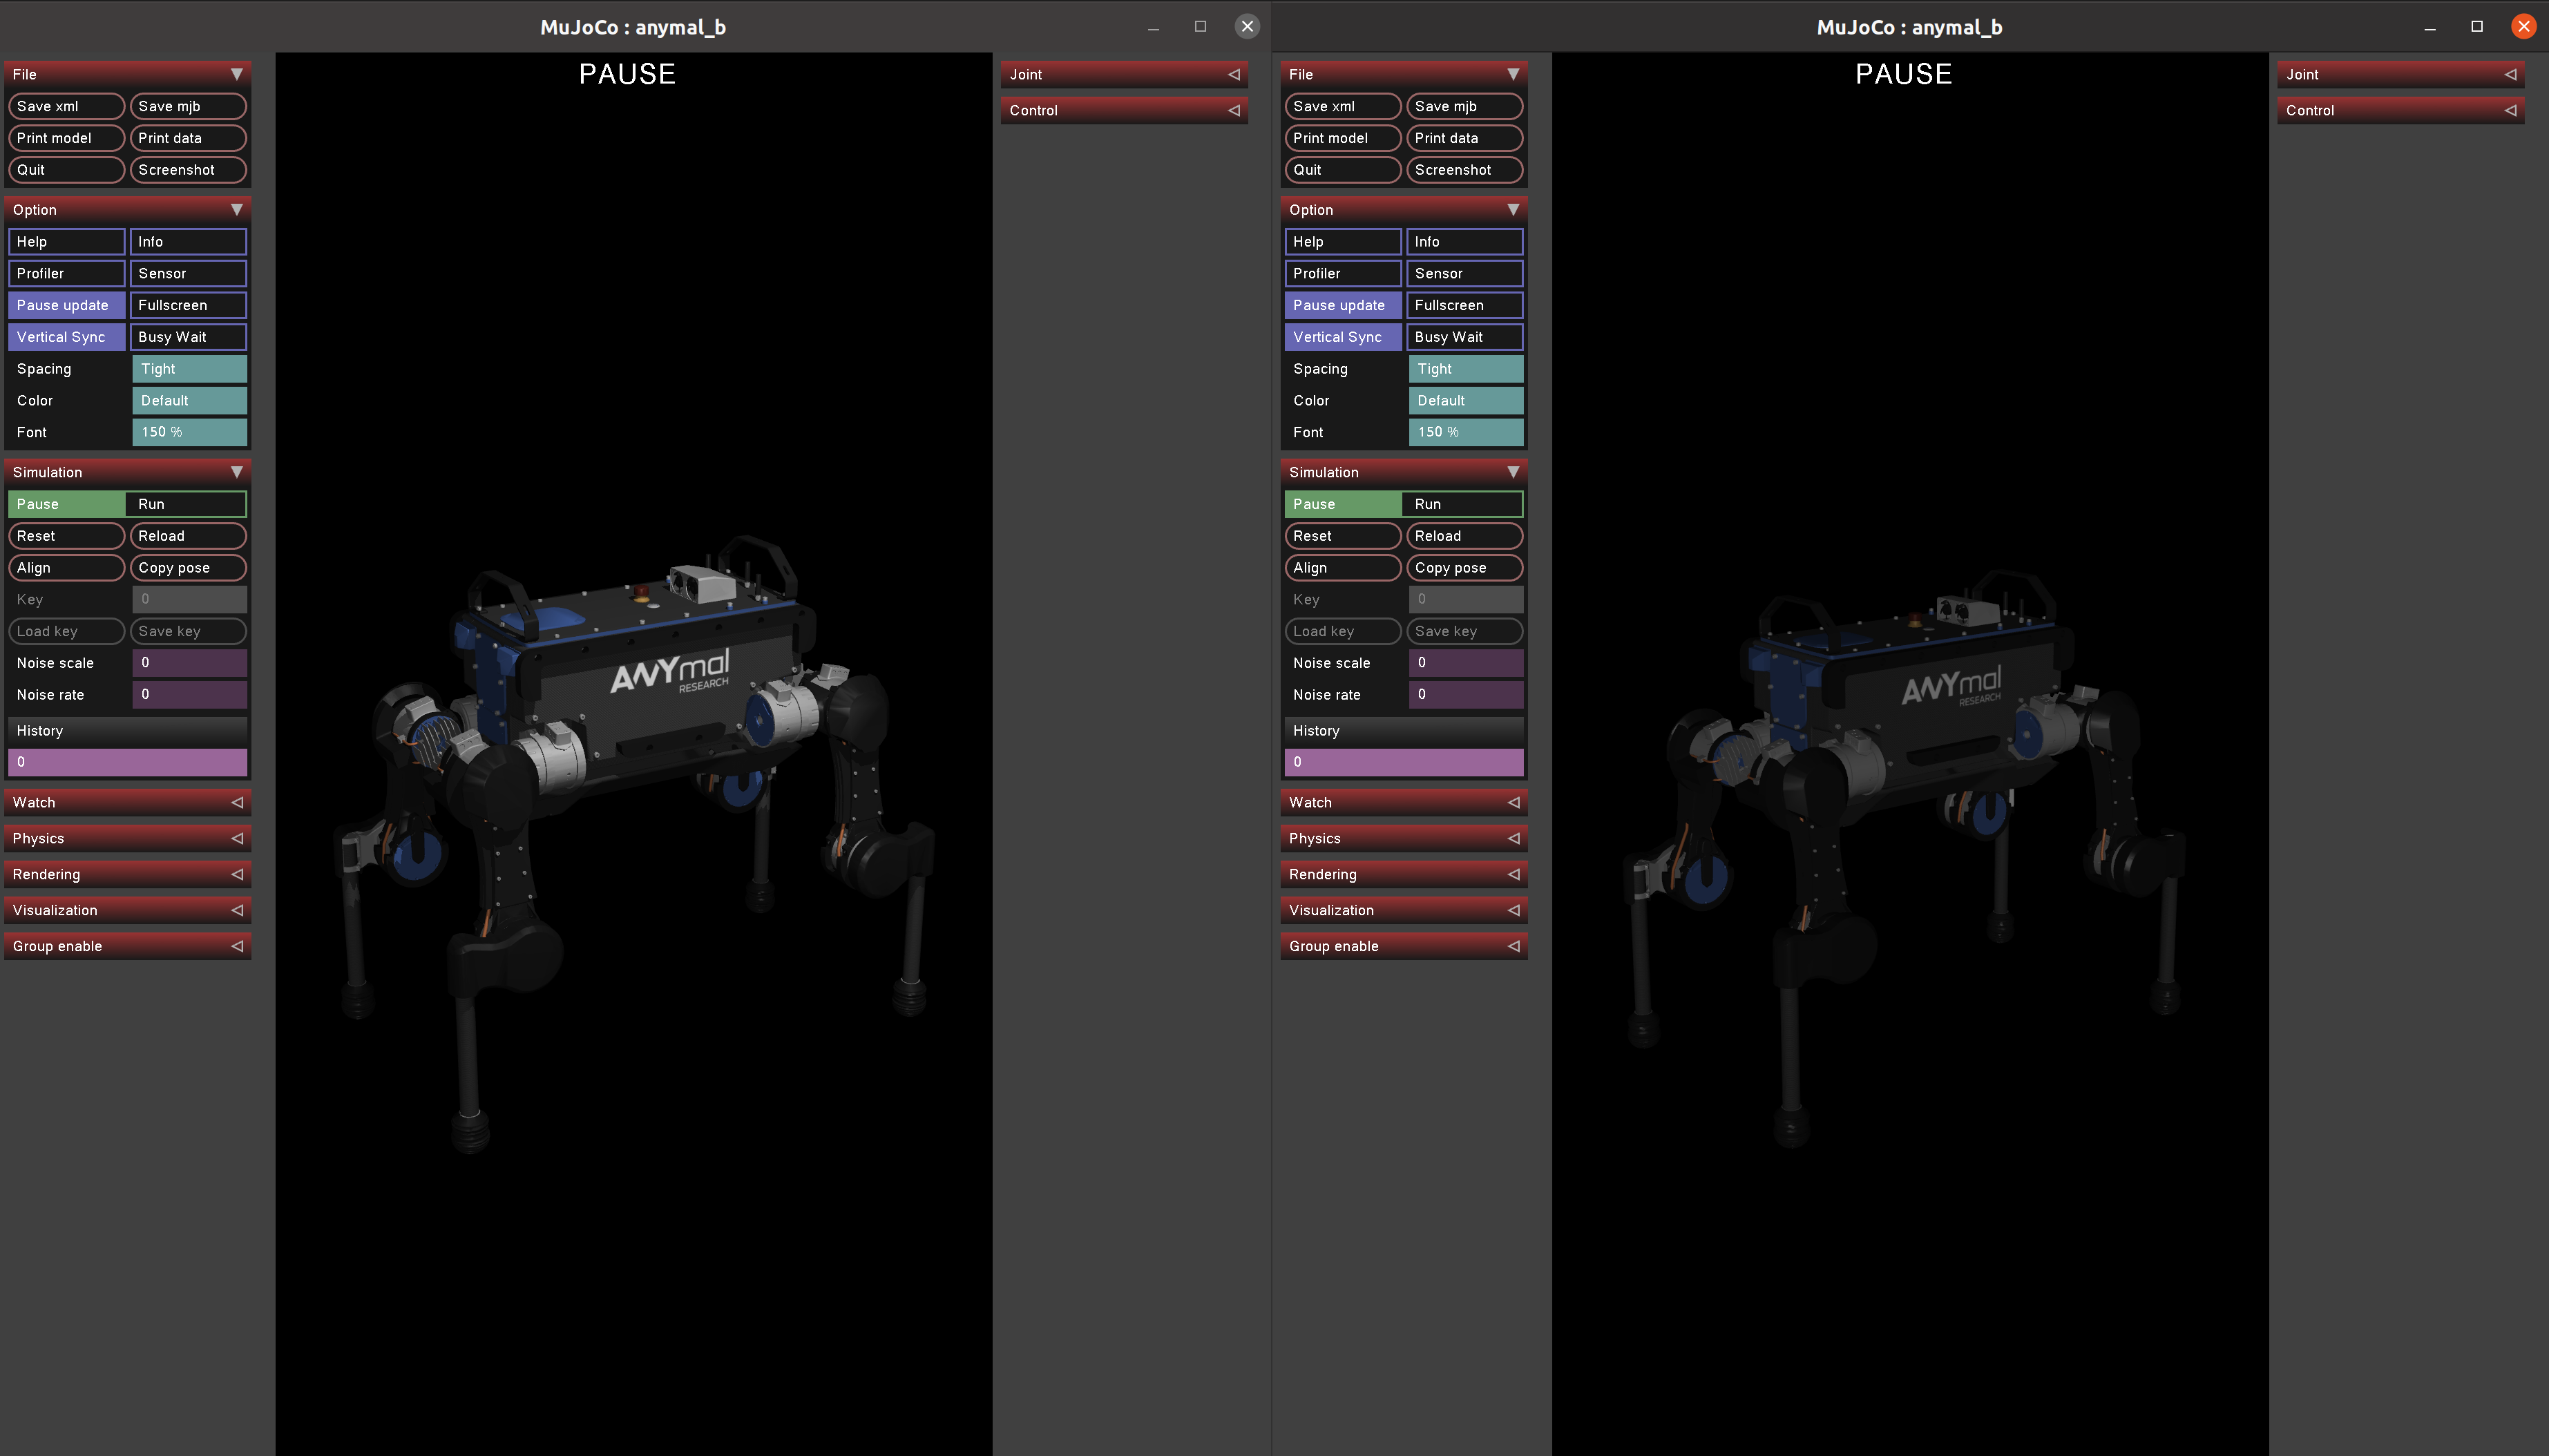 MuJoCo : anymal_b
PAUSE
File
Save xml Save mjb
Print model Print data
Quit Screenshot
Option
Help Info
Profiler Sensor
Pause update Fullscreen
Vertical Sync Busy Wait
Spacing Tight
Color Default
Font 150 %
Simulation
Pause Run
Reset Reload
Align Copy pose
Key 0
Load key Save key
Noise scale 0
Noise rate 0
History
0
Watch
Physics
Rendering
Visualization
Group enable
ANYmal
RESEARCH
Joint
Control
MuJoCo : anymal_b
PAUSE
File
Save xml Save mjb
Print model Print data
Quit Screenshot
Option
Help Info
Profiler Sensor
Pause update Fullscreen
Vertical Sync Busy Wait
Spacing Tight
Color Default
Font 150 %
Simulation
Pause Run
Reset Reload
Align Copy pose
Key 0
Load key Save key
Noise scale 0
Noise rate 0
History
0
Watch
Physics
Rendering
Visualization
Group enable
ANYmal
RESEARCH
Joint
Control